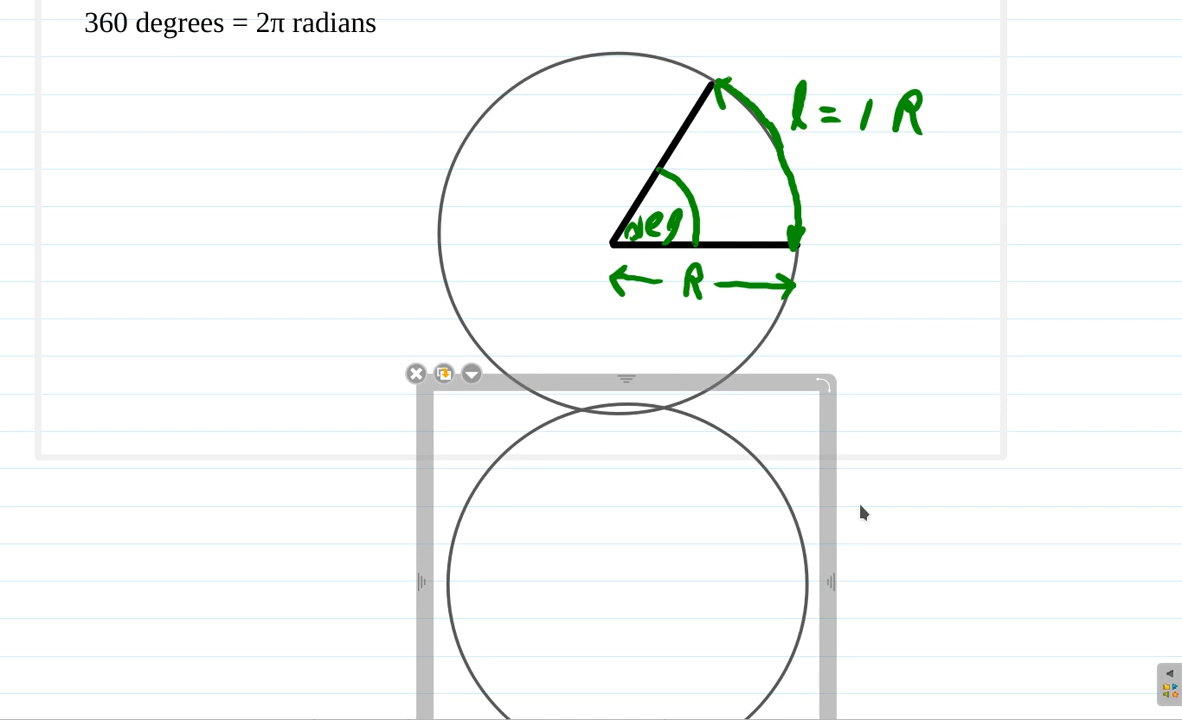 360 degrees = 2π radians
l = 1 R
deg
R